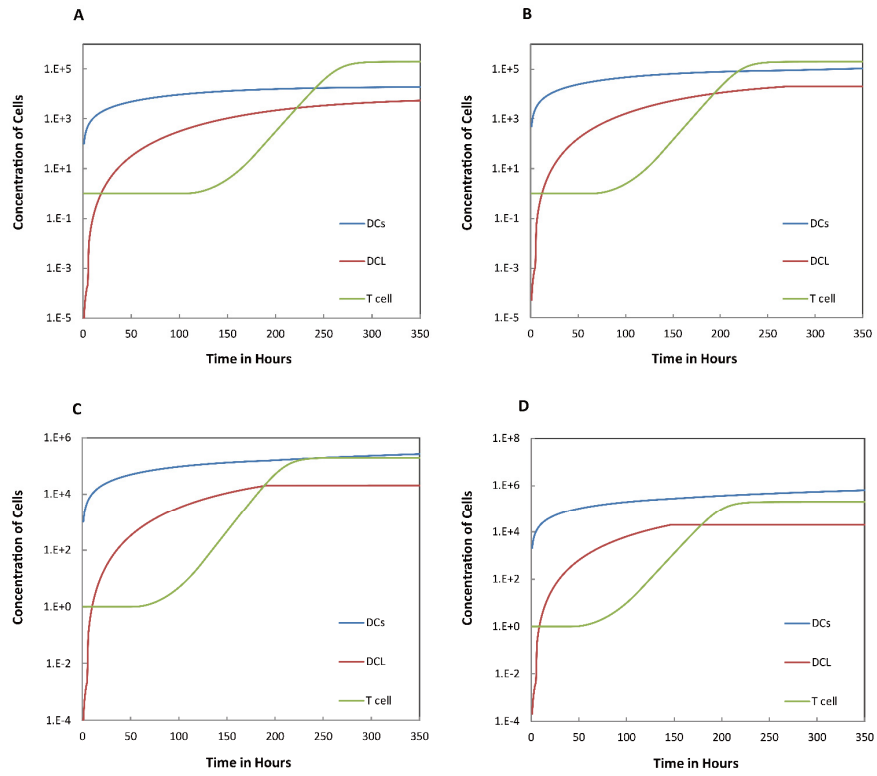 A
Concentration of Cells
1.E+5
1.E+3
1.E+1
1.E-1
1.E-3
1.E-5
0 50 100 150 200 250 300 350
Time in Hours
DCs
DCL
T cell
B
Concentration of Cells
1.E+5
1.E+3
1.E+1
1.E-1
1.E-3
1.E-5
0 50 100 150 200 250 300 350
Time in Hours
DCs
DCL
T cell
C
Concentration of Cells
1.E+6
1.E+4
1.E+2
1.E+0
1.E-2
1.E-4
0 50 100 150 200 250 300 350
Time in Hours
DCs
DCL
T cell
D
Concentration of Cells
1.E+8
1.E+6
1.E+4
1.E+2
1.E+0
1.E-2
1.E-4
0 50 100 150 200 250 300 350
Time in Hours
DCs
DCL
T cell